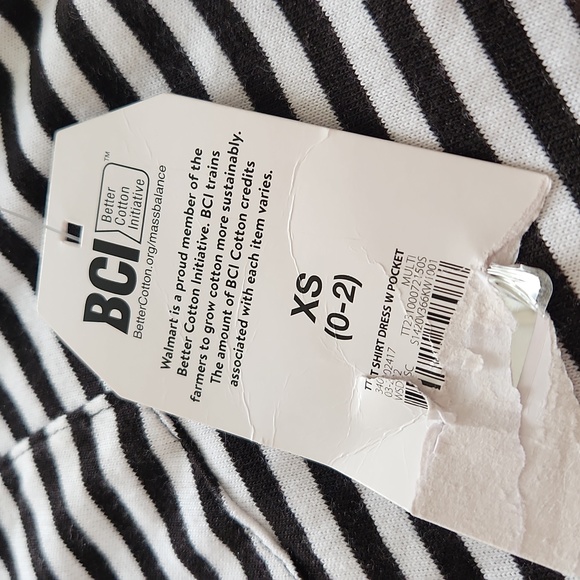 BCI
Better
Cotton
Initiative
™
BetterCotton.org/massbalance
Walmart is a proud member of the
Better Cotton Initiative. BCI trains
farmers to grow cotton more sustainably.
The amount of BCI Cotton credits
associated with each item varies.
XS
(0-2)
T SHIRT DRESS W POCKET
MULTI
TT231000721505